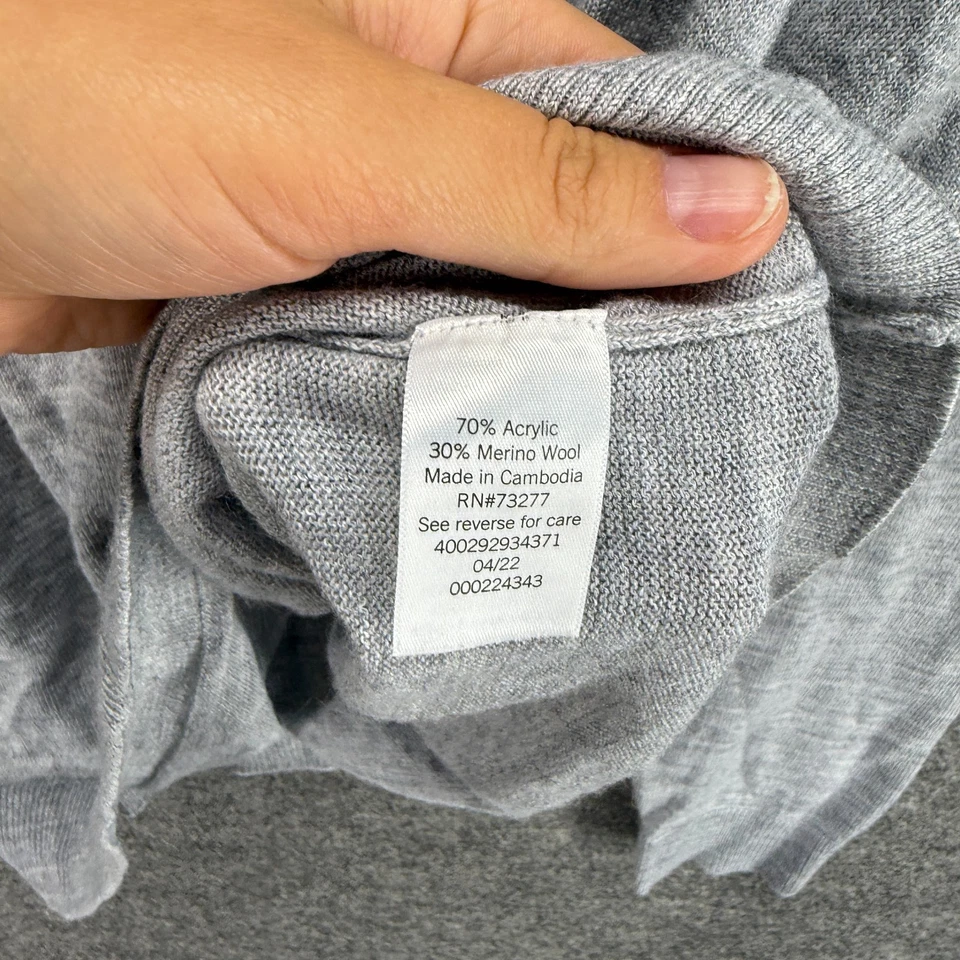 70% Acrylic
30% Merino Wool
Made in Cambodia
RN#73277
See reverse for care
400292934371
04/22
000224343